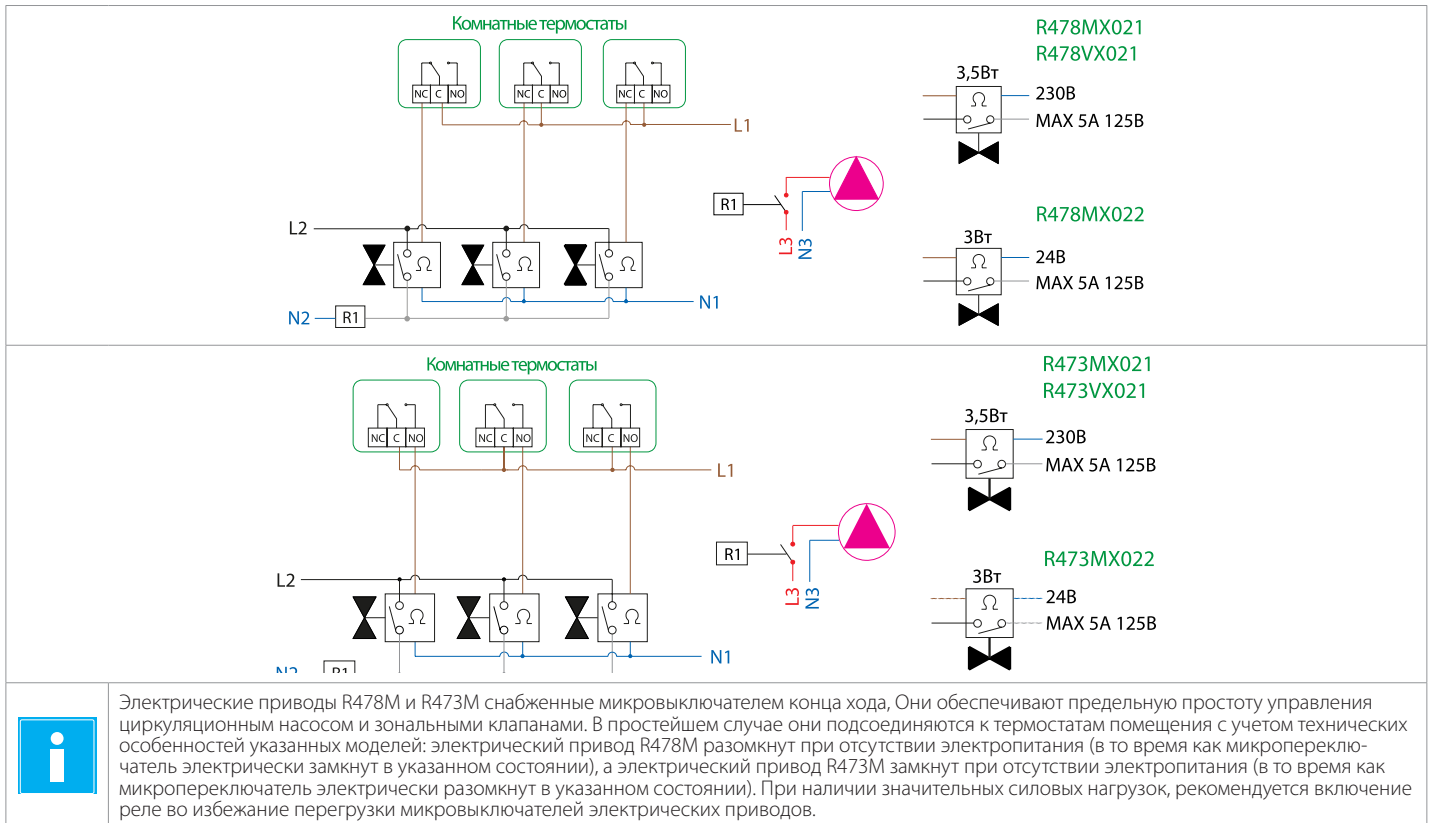 Комнатные термостаты
NC C NO
NC C NO
NC C NO
L1
L2
N1
N2
R1
R1
L3
N3
R478MX021
R478VX021
3,5Вт
Ω
230В
MAX 5A 125В
R478MX022
3Вт
Ω
24В
MAX 5A 125В
Ω
Ω
Ω
Комнатные термостаты
NC C NO
NC C NO
NC C NO
L1
L2
N1
N2
R1
R1
L3
N3
R473MX021
R473VX021
3,5Вт
Ω
230В
MAX 5A 125В
R473MX022
3Вт
Ω
24В
MAX 5A 125В
Ω
Ω
Ω
i
Электрические приводы R478M и R473M снабженные микровыключателем конца хода, Они обеспечивают предельную простоту управления
циркуляционным насосом и зональными клапанами. В простейшем случае они подсоединяются к термостатам помещения с учетом технических
особенностей указанных моделей: электрический привод R478M разомкнут при отсутствии электропитания (в то время как микропереклю-
чатель электрически замкнут в указанном состоянии), а электрический привод R473M замкнут при отсутствии электропитания (в то время как
микропереключатель электрически разомкнут в указанном состоянии). При наличии значительных силовых нагрузок, рекомендуется включение
реле во избежание перегрузки микровыключателей электрических приводов.